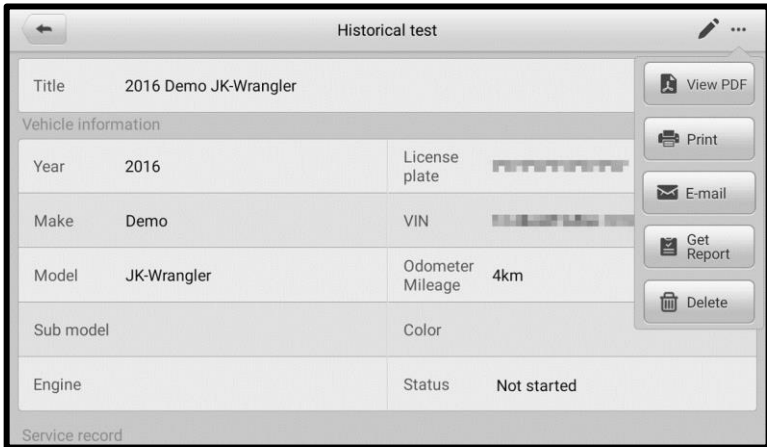 Historical test
Title 2016 Demo JK-Wrangler
View PDF
Vehicle information
Print
Year 2016 License plate
E-mail
Make Demo VIN
Get Report
Model JK-Wrangler Odometer Mileage 4km
Delete
Sub model Color
Engine Status Not started
Service record